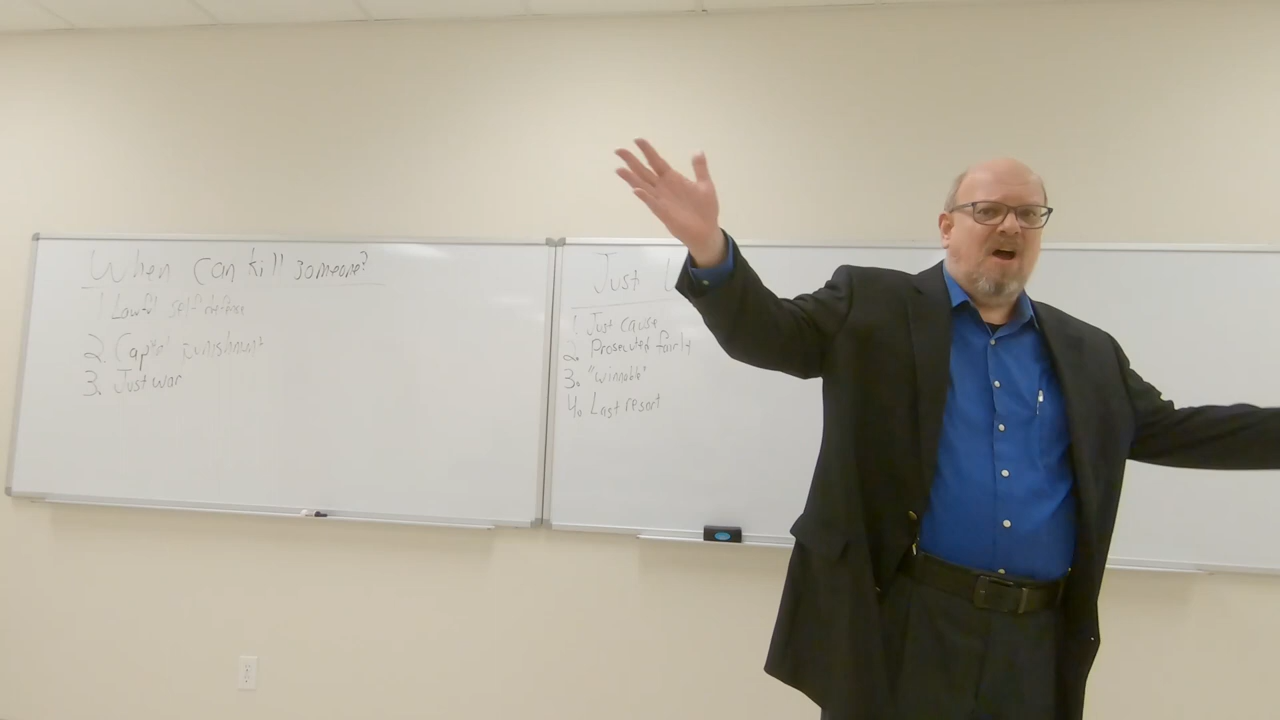 When can kill someone?
1. Lawful self-defense
2. Capital punishment
3. Just war
Just
1. Just cause
2. Prosecuted fairly
3. "winnable"
4. Last resort